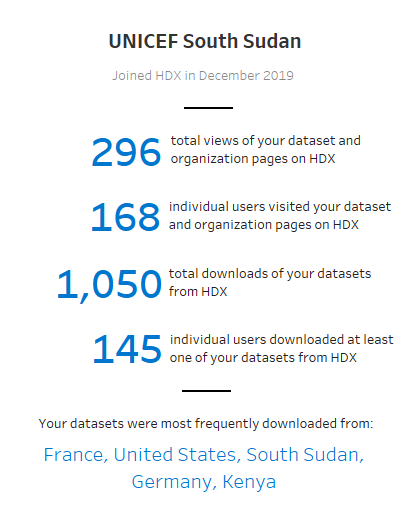 UNICEF South Sudan
Joined HDX in December 2019
296
total views of your dataset and
organization pages on HDX
168
individual users visited your dataset
and organization pages on HDX
1,050
total downloads of your datasets
from HDX
145
individual users downloaded at least
one of your datasets from HDX
Your datasets were most frequently downloaded from:
France, United States, South Sudan,
Germany, Kenya